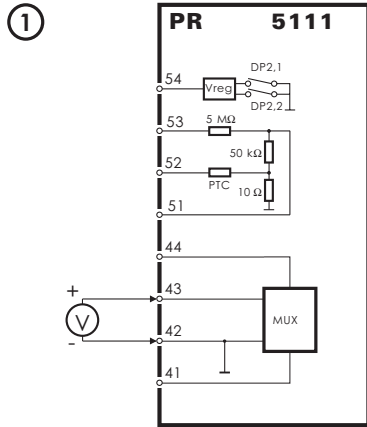 1
PR 5111
54
Vreg
DP2,1
DP2,2
53
5 MΩ
50 kΩ
52
PTC
10 Ω
51
44
+
43
V
MUX
-
42
41